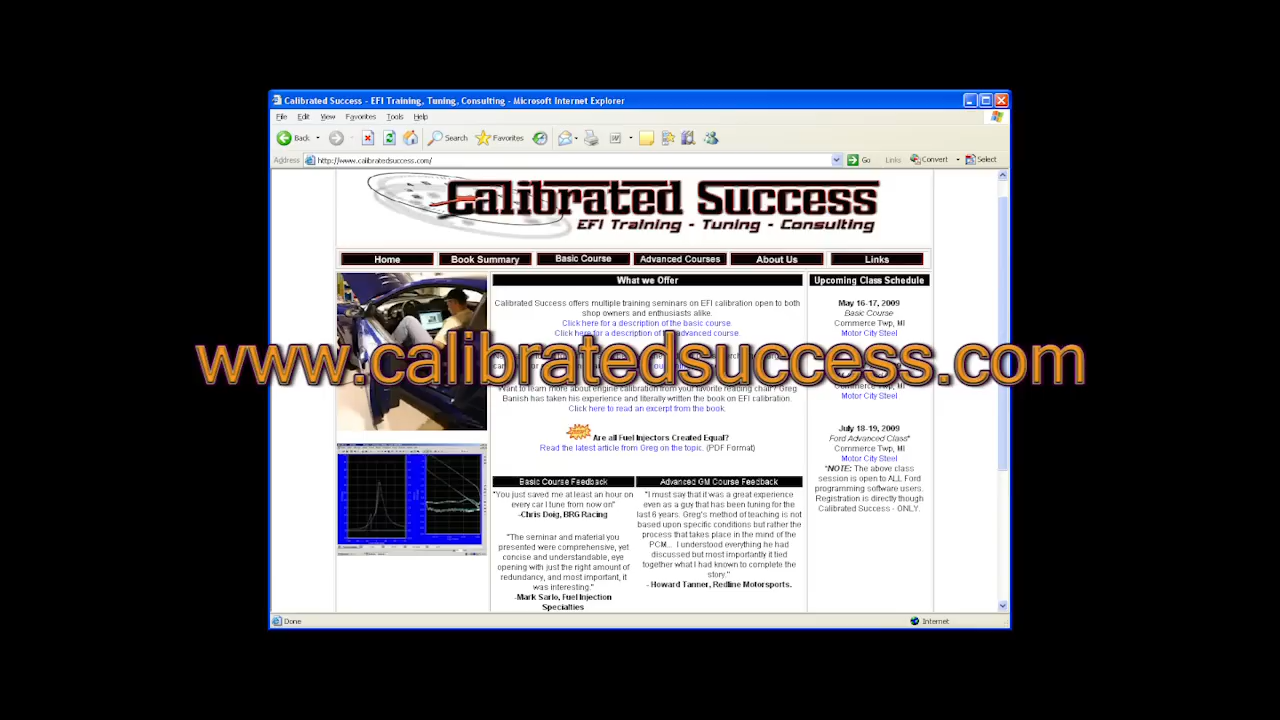 Calibrated Success - EFI Training, Tuning, Consulting - Microsoft Internet Explorer
File Edit View Favorites Tools Help
Back Search Favorites
Address http://www.calibratedsuccess.com/ Go Links Convert Select
Calibrated Success
EFI Training - Tuning - Consulting
Home Book Summary Basic Course Advanced Courses About Us Links
What we Offer
Calibrated Success offers multiple training seminars on EFI calibration open to both
shop owners and enthusiasts alike.
Click here for a description of the basic course
Click here for a description of the advanced course
www.calibratedsuccess.com
Want to learn more about engine calibration from your favorite reading chair? Greg
Banish has taken his experience and literally written the book on EFI calibration.
Click here to read an excerpt from the book.
Are all Fuel Injectors Created Equal?
Read the latest article from Greg on the topic. (PDF Format)
Basic Course Feedback
"You just saved me at least an hour on
every car I tune from now on"
-Chris Doig, BRG Racing
"The seminar and material you
presented were comprehensive, yet
concise and understandable, eye
opening with just the right amount of
redundancy, and most important, it
was interesting."
-Mark Sarlo, Fuel Injection
Specialties
Advanced GM Course Feedback
"I must say that it was a great experience
even as a guy that has been tuning for the
last 6 years. Greg's method of teaching is not
based upon specific conditions but rather the
process that takes place in the mind of the
PCM... I understood everything he had
discussed but most importantly it tied
together what I had known to complete the
story."
- Howard Tanner, Redline Motorsports.
Upcoming Class Schedule
May 16-17, 2009
Basic Course
Commerce Twp, MI
Motor City Steel
Commerce Twp, MI
Motor City Steel
July 18-19, 2009
Ford Advanced Class*
Commerce Twp, MI
Motor City Steel
*NOTE: The above class
session is open to ALL Ford
programming software users.
Registration is directly though
Calibrated Success - ONLY.
Done Internet